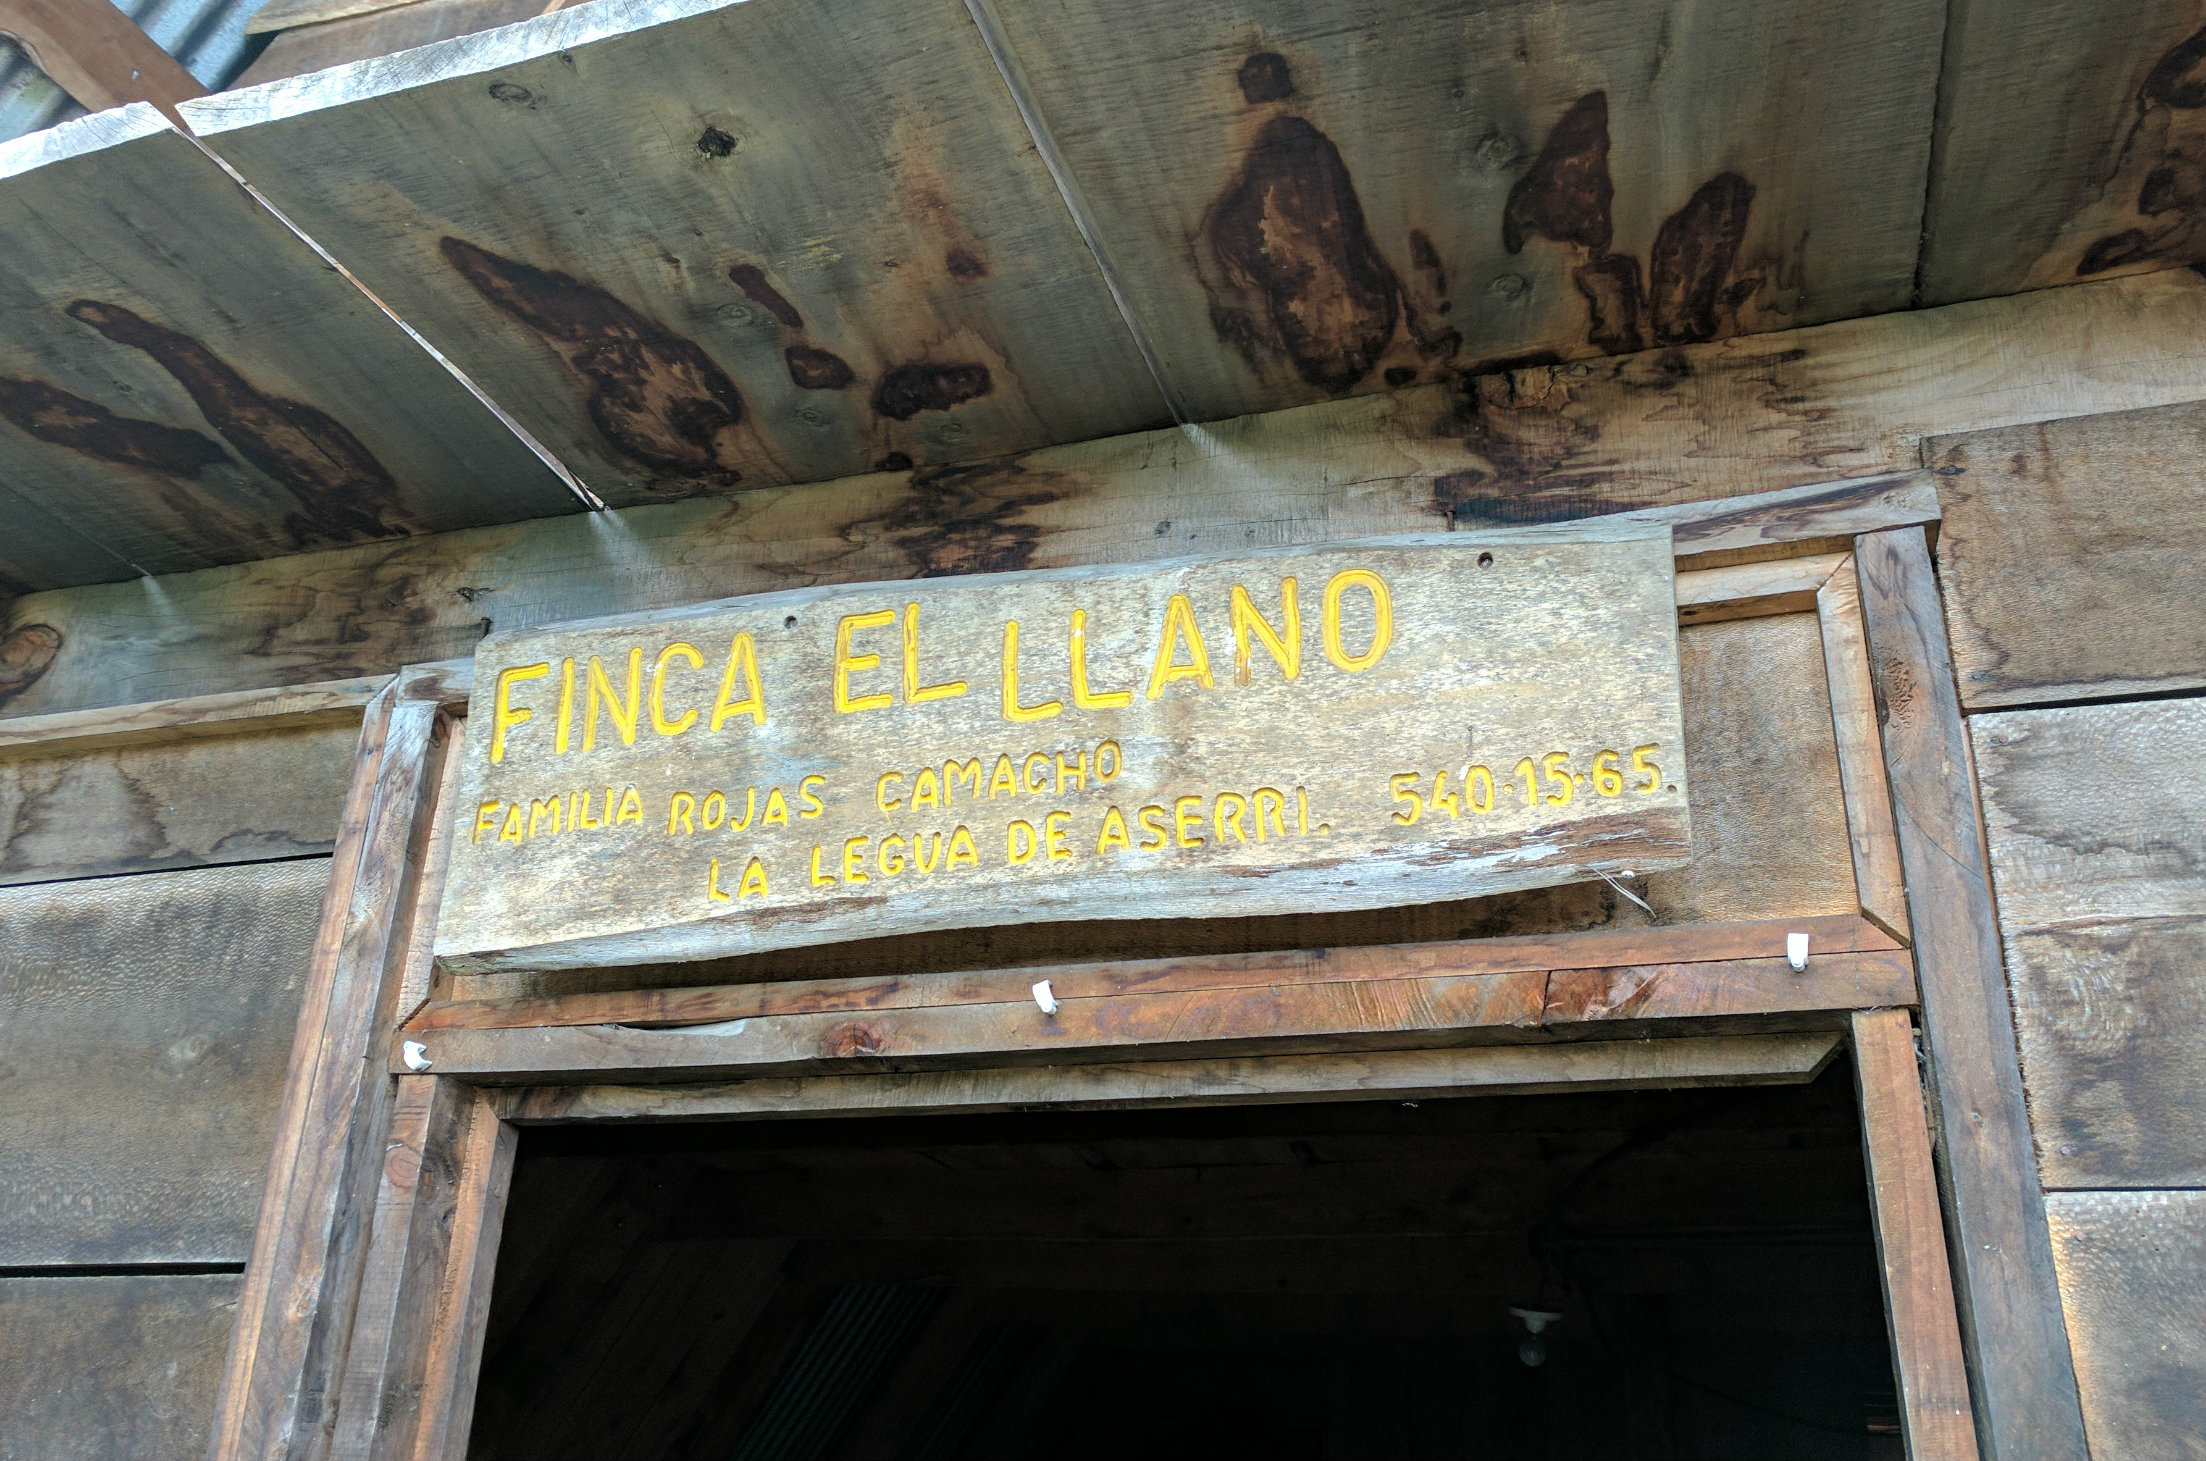 FINCA EL LLANO
FAMILIA ROJAS CAMACHO
LA LEGUA DE ASERRI. 540·15·65.